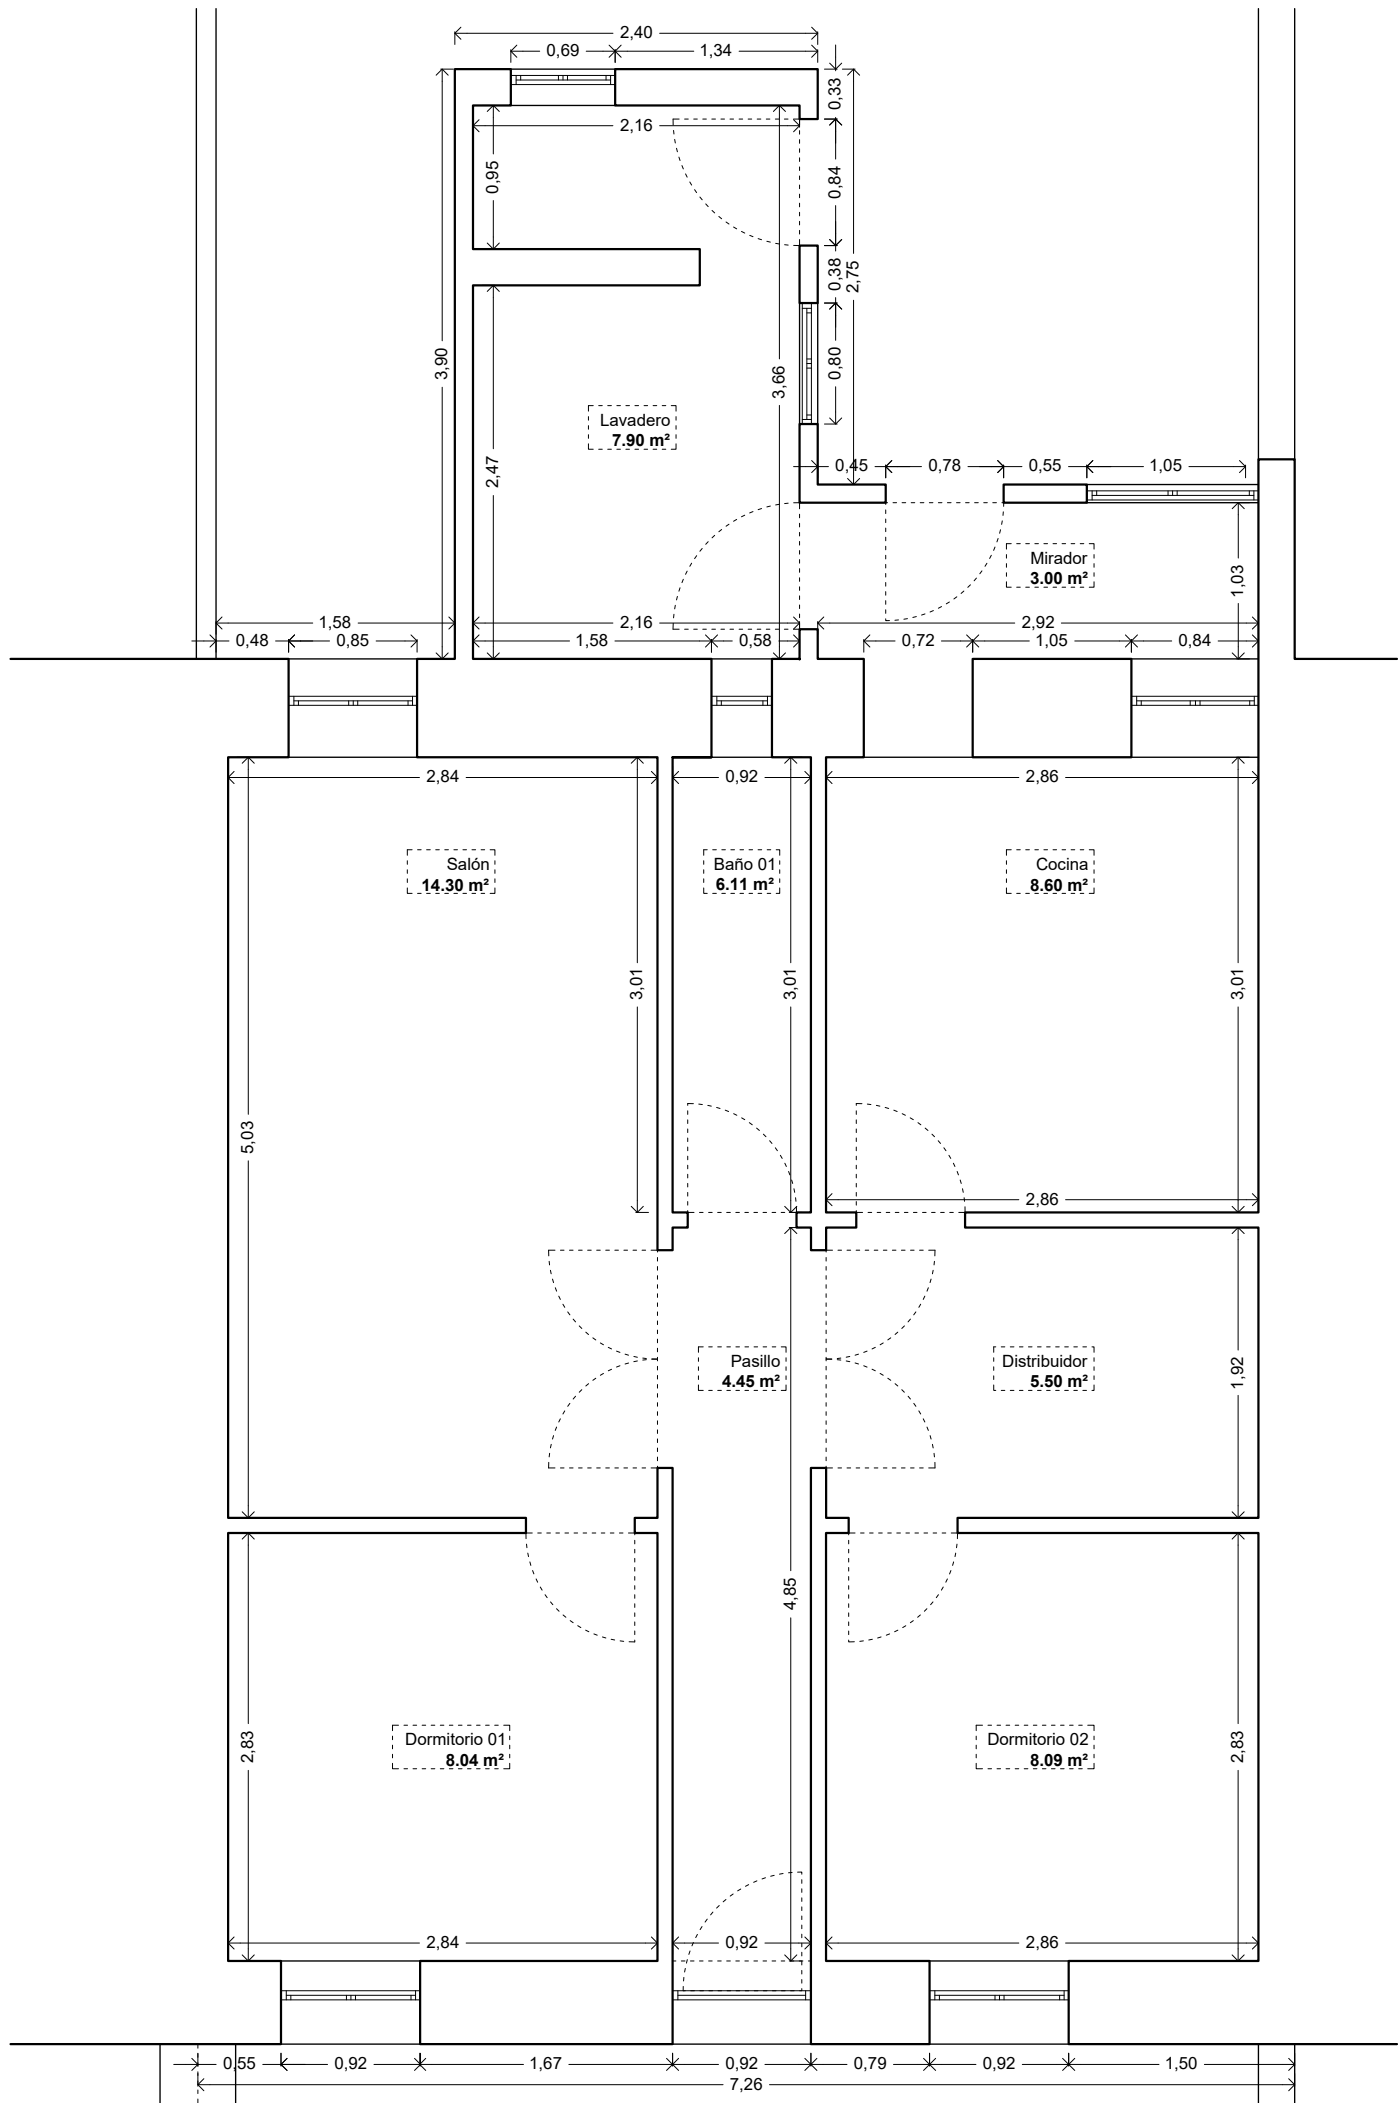 2,40
0,69
1,34
0,33
2,16
0,95
0,84
0,38
2,75
3,90
0,80
3,66
Lavadero
7.90 m²
2,47
0,45
0,78
0,55
1,05
Mirador
3.00 m²
1,03
1,58
2,16
2,92
0,48
0,85
1,58
0,58
0,72
1,05
0,84
2,84
0,92
2,86
Salón
14.30 m²
Baño 01
6.11 m²
Cocina
8.60 m²
3,01
3,01
3,01
5,03
2,86
Pasillo
4.45 m²
Distribuidor
5.50 m²
1,92
4,85
Dormitorio 01
8.04 m²
Dormitorio 02
8.09 m²
2,83
2,83
2,84
0,92
2,86
0,55
0,92
1,67
0,92
0,79
0,92
1,50
7,26